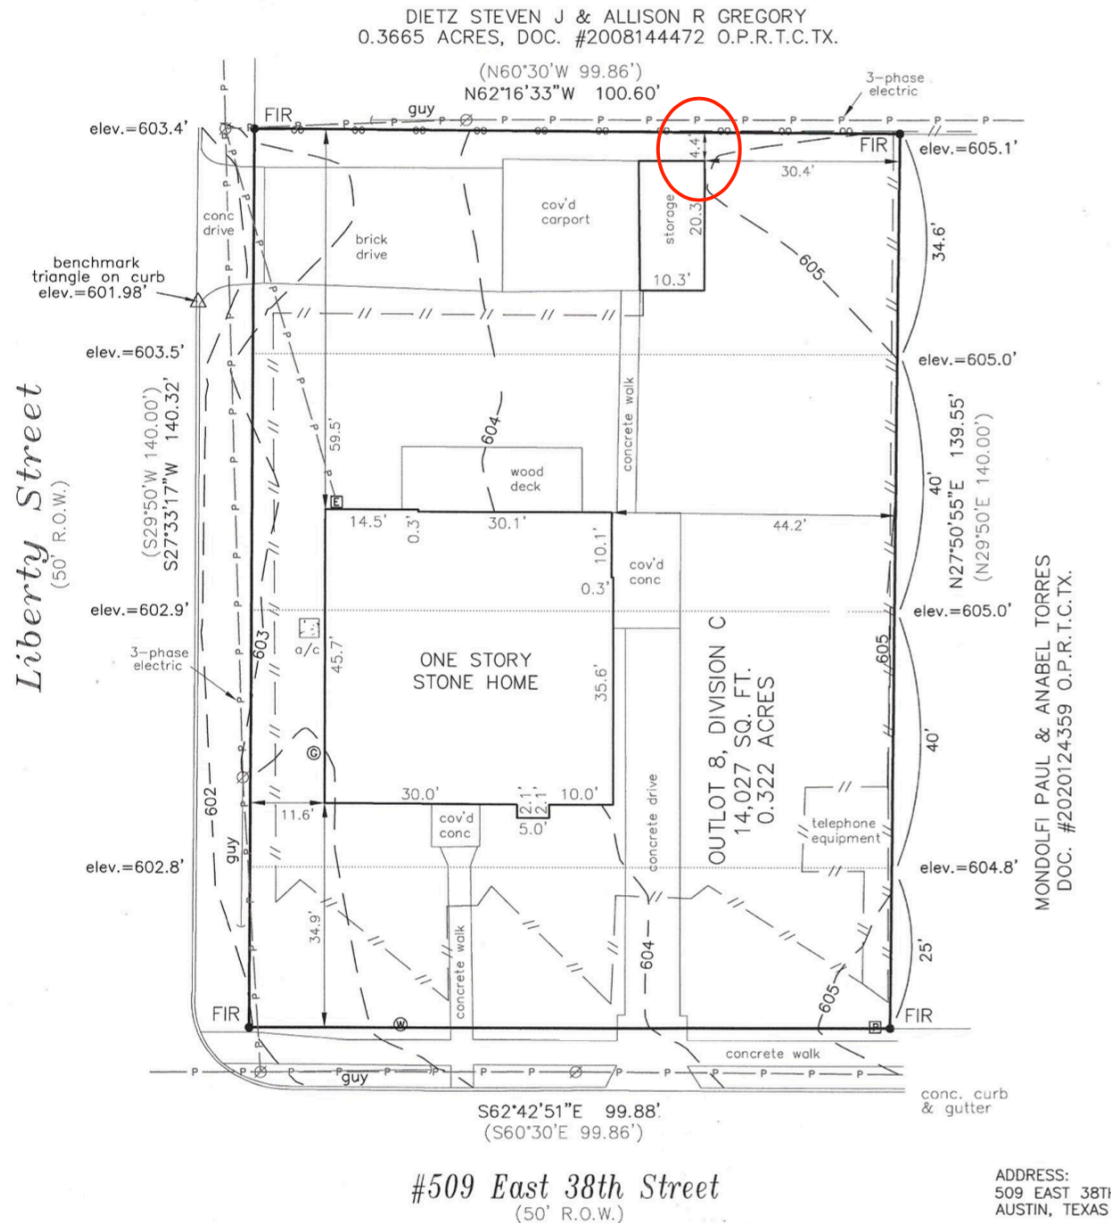 DIETZ STEVEN J & ALLISON R GREGORY
0.3665 ACRES, DOC. #2008144472 O.P.R.T.C.TX.
(N60°30'W 99.86')
N62°16'33"W 100.60'
3-phase
electric
guy
FIR
FIR
elev.=603.4'
elev.=605.1'
4.4'
30.4'
conc
drive
brick
drive
cov'd
carport
storage
20.3'
10.3'
605
34.6'
benchmark
triangle on curb
elev.=601.98'
elev.=603.5'
elev.=605.0'
Liberty Street
(50' R.O.W.)
(S29°50'W 140.00')
S27°33'17"W 140.32'
59.5'
604
wood
deck
concrete walk
N27°50'55"E 139.55'
(N29°50'E 140.00')
40'
E
14.5'
0.3'
30.1'
44.2'
10.1'
0.3'
cov'd
conc
elev.=602.9'
elev.=605.0'
603
a/c
45.7'
ONE STORY
STONE HOME
35.6'
OUTLOT 8, DIVISION C
14,027 SQ. FT.
0.322 ACRES
605
MONDOLFI PAUL & ANABEL TORRES
DOC. #2020124359 O.P.R.T.C.TX.
3-phase
electric
40'
G
602
11.6'
30.0'
2.1'
2.1'
10.0'
5.0'
cov'd
conc
concrete drive
telephone
equipment
guy
elev.=602.8'
elev.=604.8'
34.9'
concrete walk
604
605
25'
FIR
W
P
FIR
concrete walk
guy
conc. curb
& gutter
S62°42'51"E 99.88'
(S60°30'E 99.86')
#509 East 38th Street
(50' R.O.W.)
ADDRESS:
509 EAST 38TH
AUSTIN, TEXAS